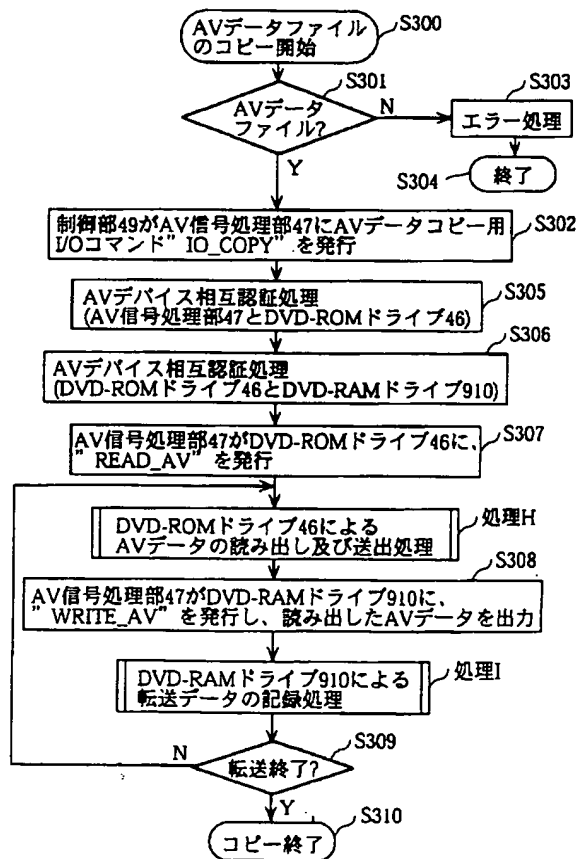 AVデータファイル
のコピー開始
S300
S301
AVデータ
ファイル?
N
S303
エラー処理
Y
S304
終了
制御部49がAV信号処理部47にAVデータコピー用
I/Oコマンド"IO_COPY"を発行
S302
AVデバイス相互認証処理
(AV信号処理部47とDVD-ROMドライブ46)
S305
S306
AVデバイス相互認証処理
(DVD-ROMドライブ46とDVD-RAMドライブ910)
AV信号処理部47がDVD-ROMドライブ46に、
"READ_AV"を発行
S307
DVD-ROMドライブ46による
AVデータの読み出し及び送出処理
処理H
S308
AV信号処理部47がDVD-RAMドライブ910に、
"WRITE_AV"を発行し、読み出したAVデータを出力
DVD-RAMドライブ910による
転送データの記録処理
処理I
S309
N
転送終了?
Y
S310
コピー終了